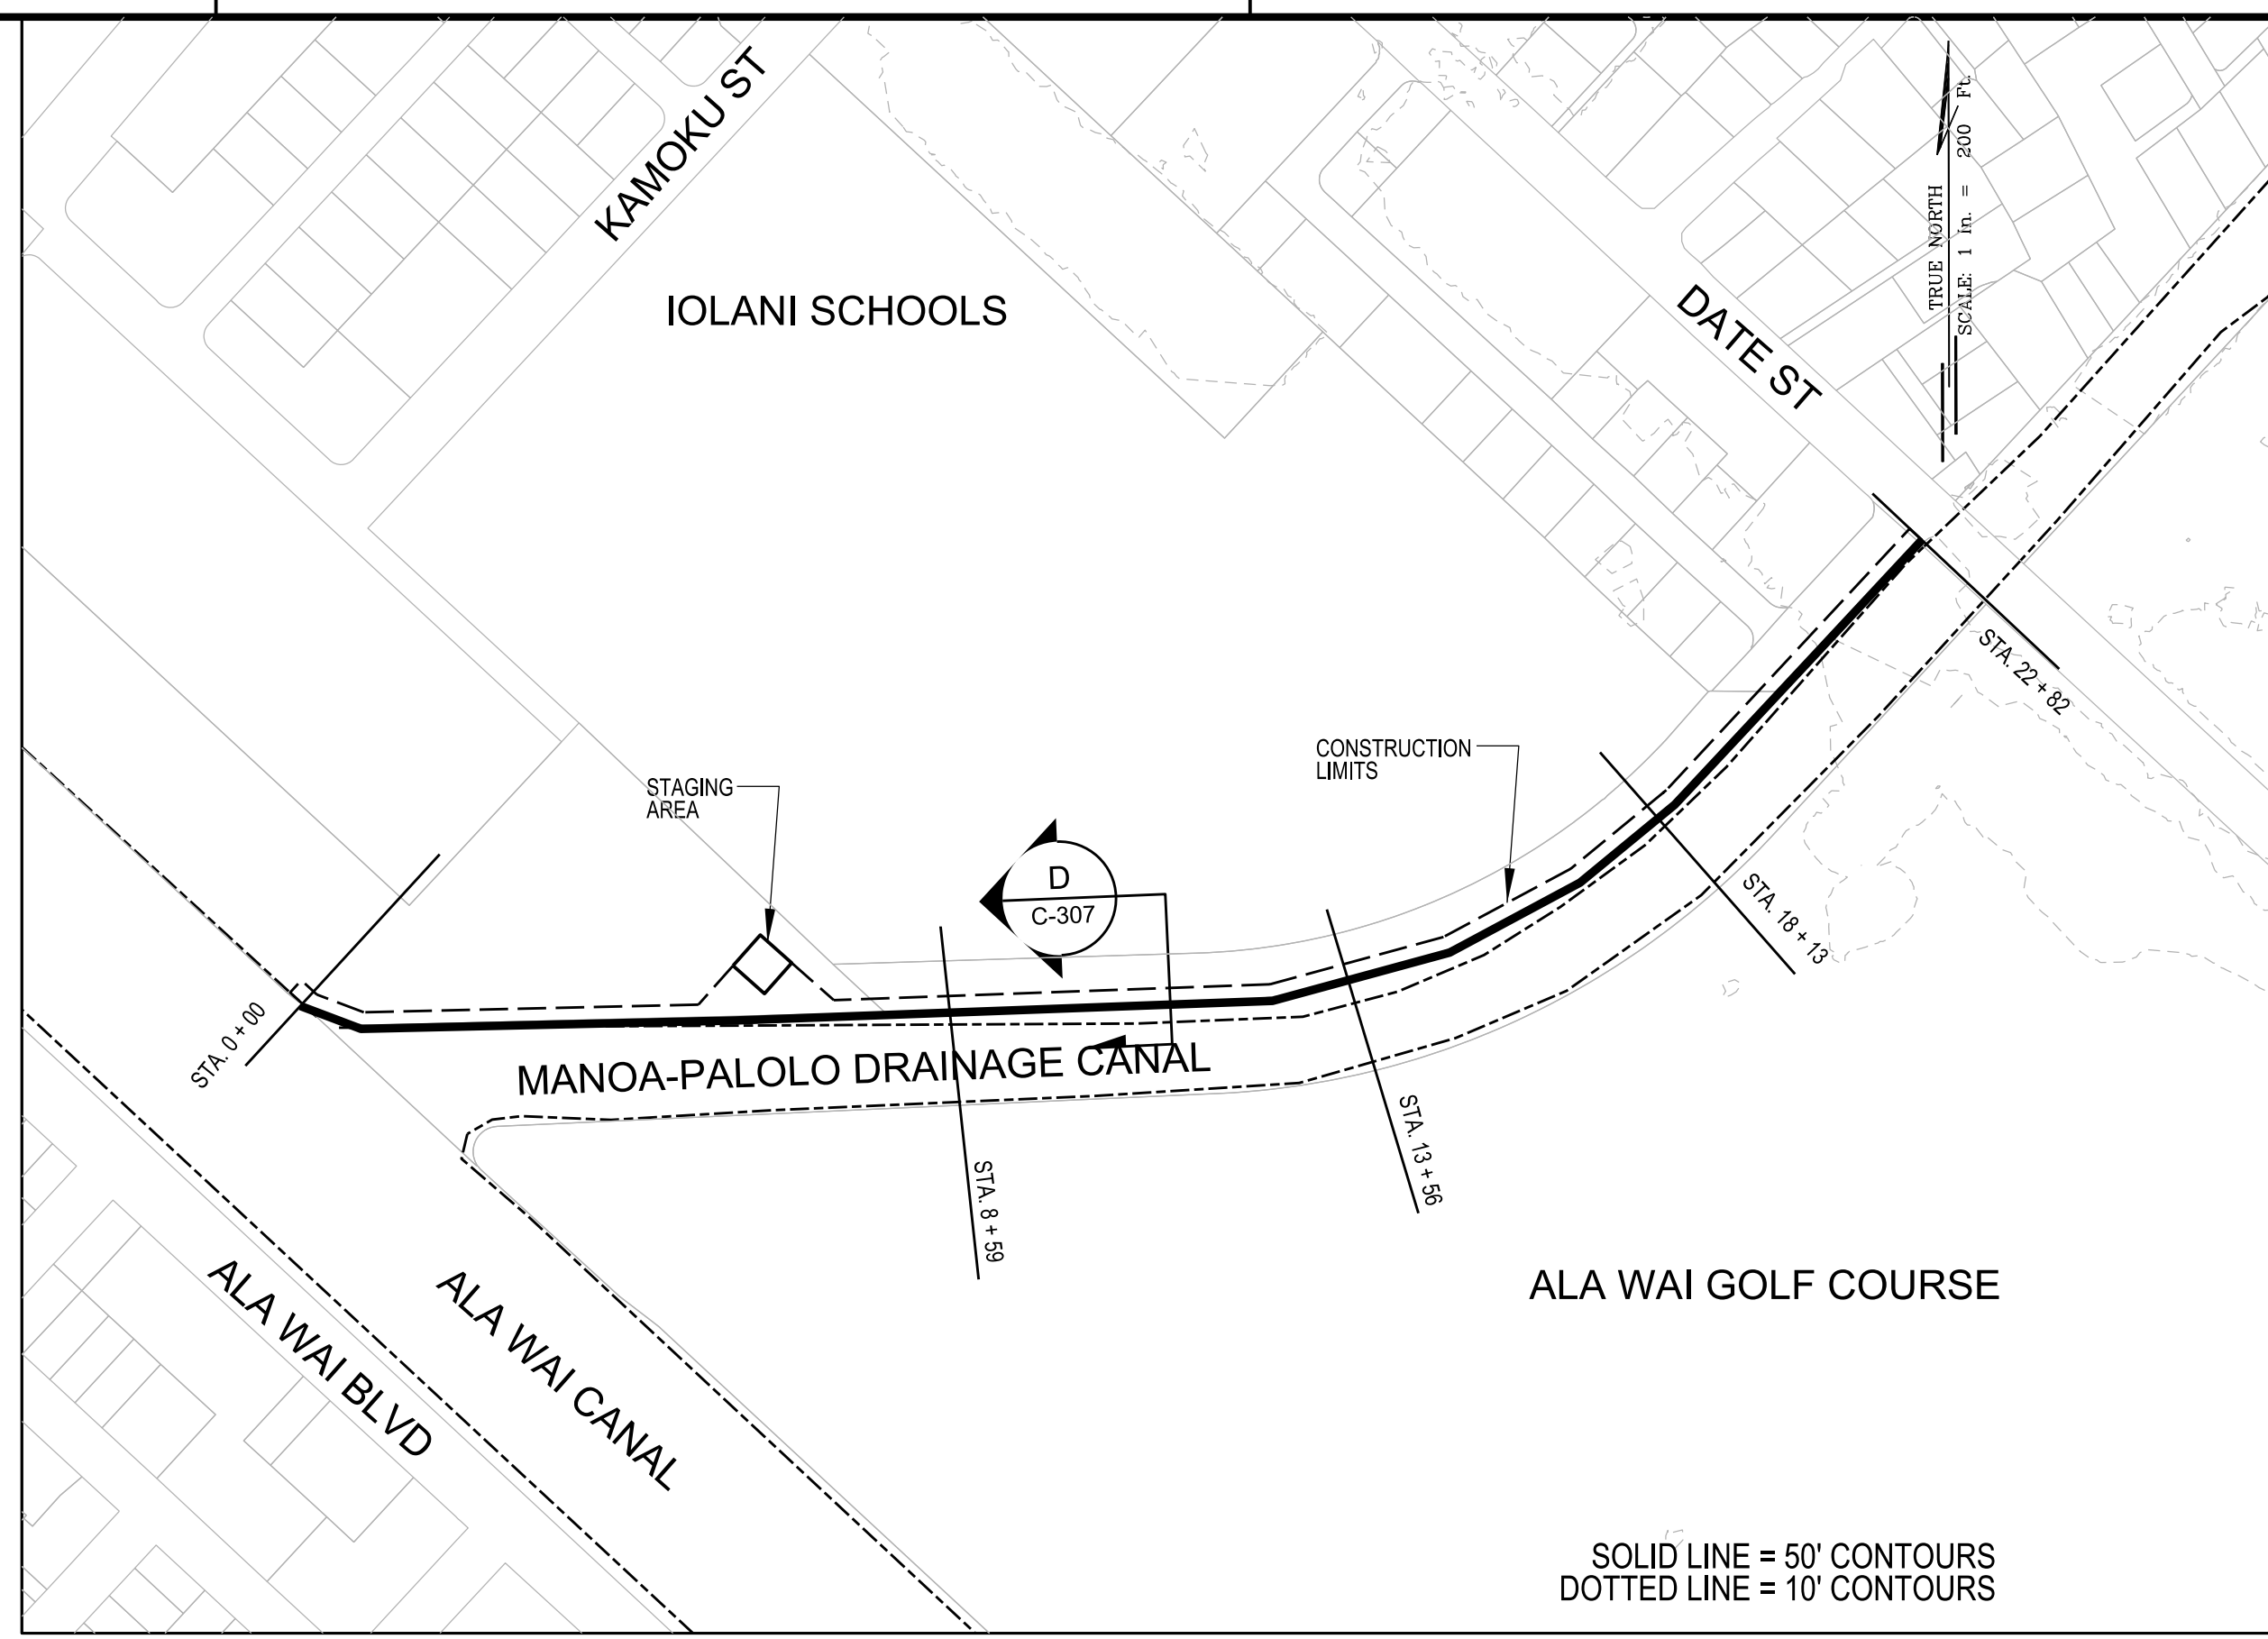 KAMOKU ST
IOLANI SCHOOLS
DATE ST
TRUE NORTH
SCALE: 1 in. = 200 Ft.
STA. 22 + 82
CONSTRUCTION
LIMITS
STAGING
AREA
D
C-307
STA. 18 + 13
STA. 0 + 00
MANOA-PALOLO DRAINAGE CANAL
STA. 13 + 56
STA. 8 + 59
ALA WAI GOLF COURSE
ALA WAI BLVD
ALA WAI CANAL
SOLID LINE = 50' CONTOURS
DOTTED LINE = 10' CONTOURS